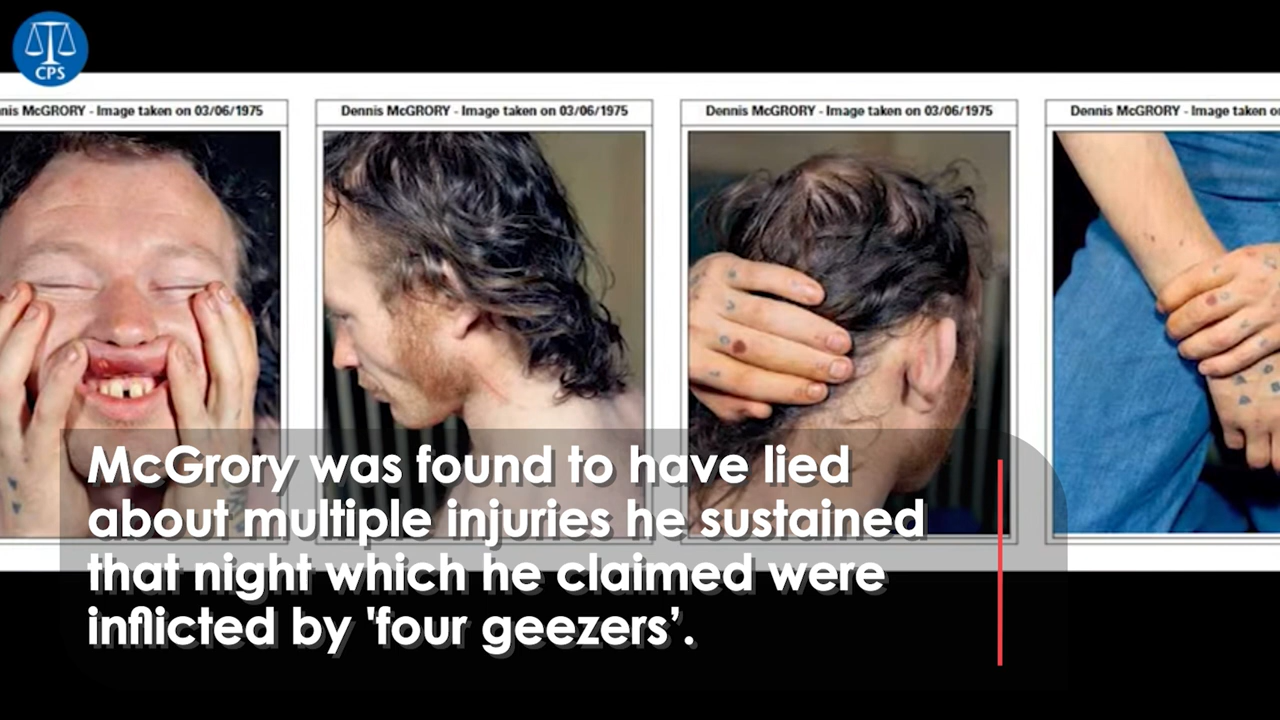 CPS
nis McGRORY - Image taken on 03/06/1975
Dennis McGRORY - Image taken on 03/06/1975
Dennis McGRORY - Image taken on 03/06/1975
Dennis McGRORY - Image taken o
McGrory was found to have lied
about multiple injuries he sustained
that night which he claimed were
inflicted by 'four geezers’.